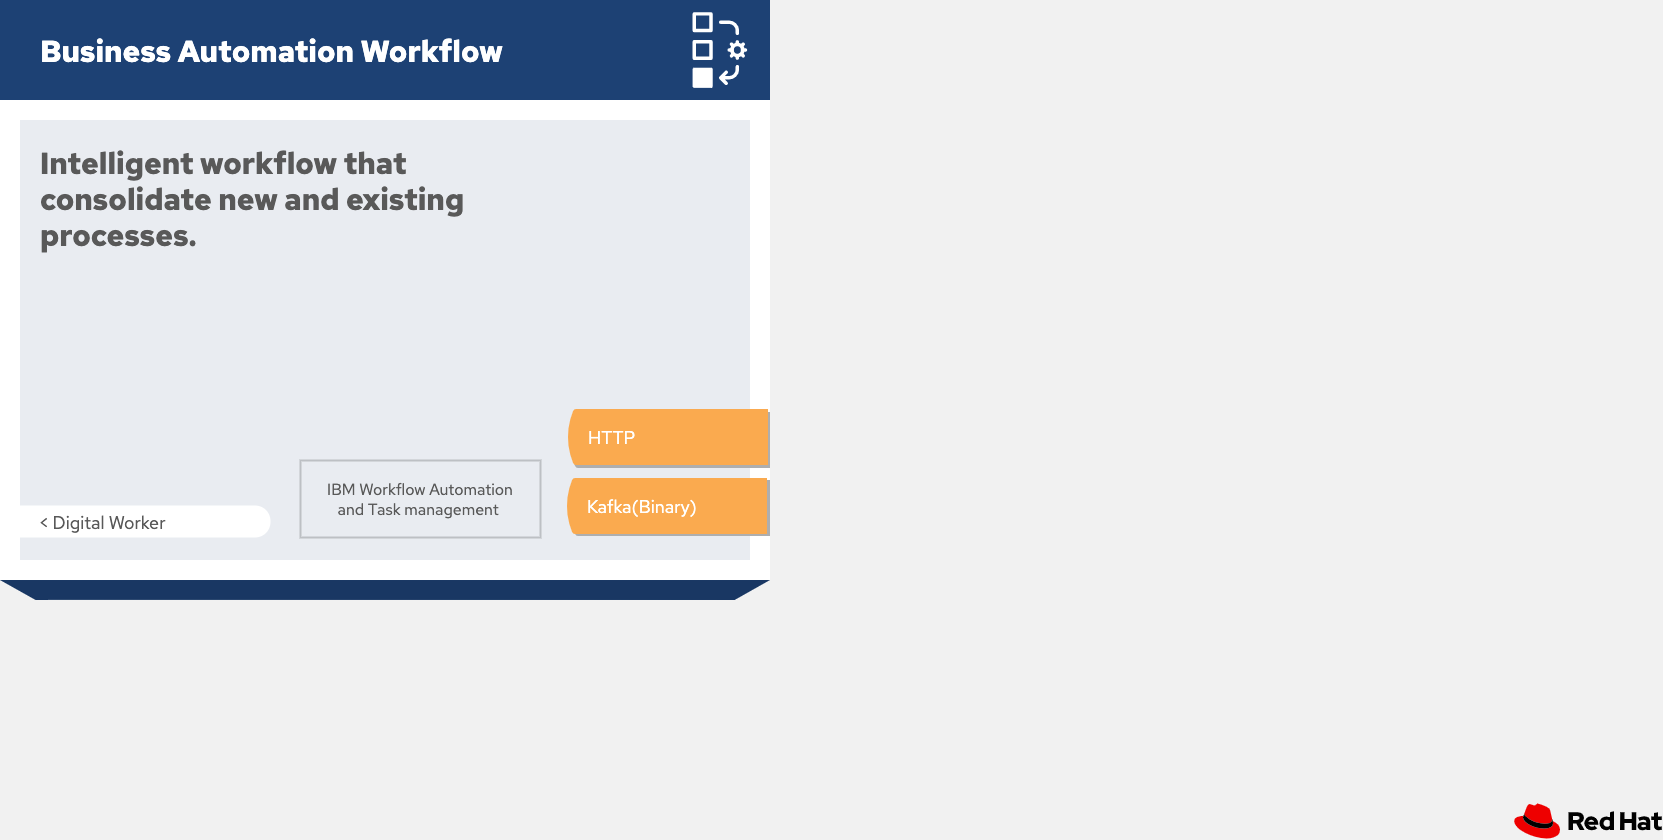 Business Automation Workflow
Intelligent workflow that
consolidate new and existing
processes.
HTTP
IBM Workflow Automation
and Task management
Kafka(Binary)
< Digital Worker
Red Hat